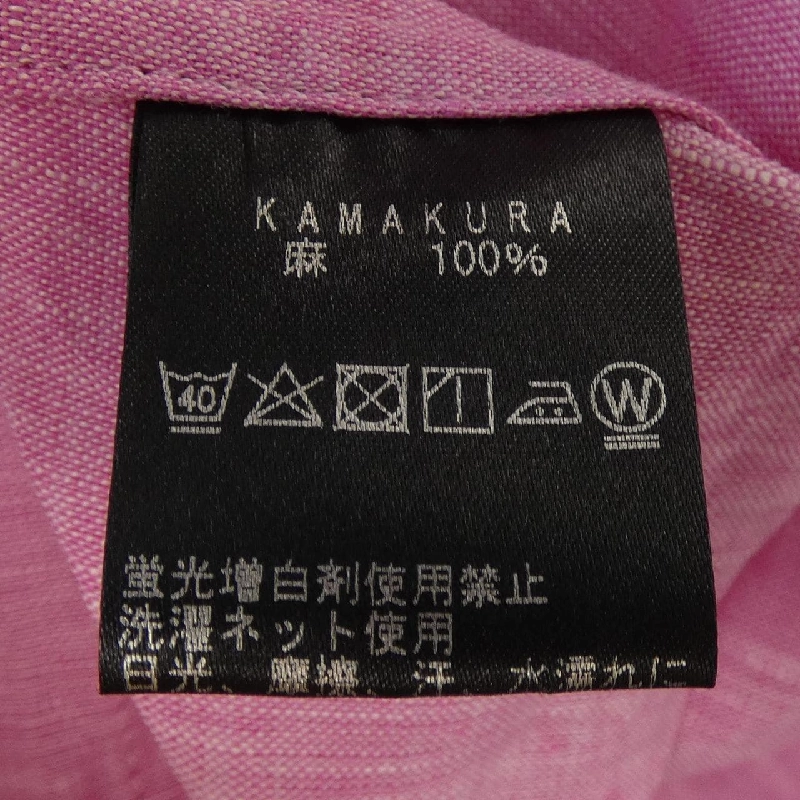 KAMAKURA
麻 100%
40 W
蛍光増白剤使用禁止
洗濯ネット使用
日光、摩擦、汗、水濡れに